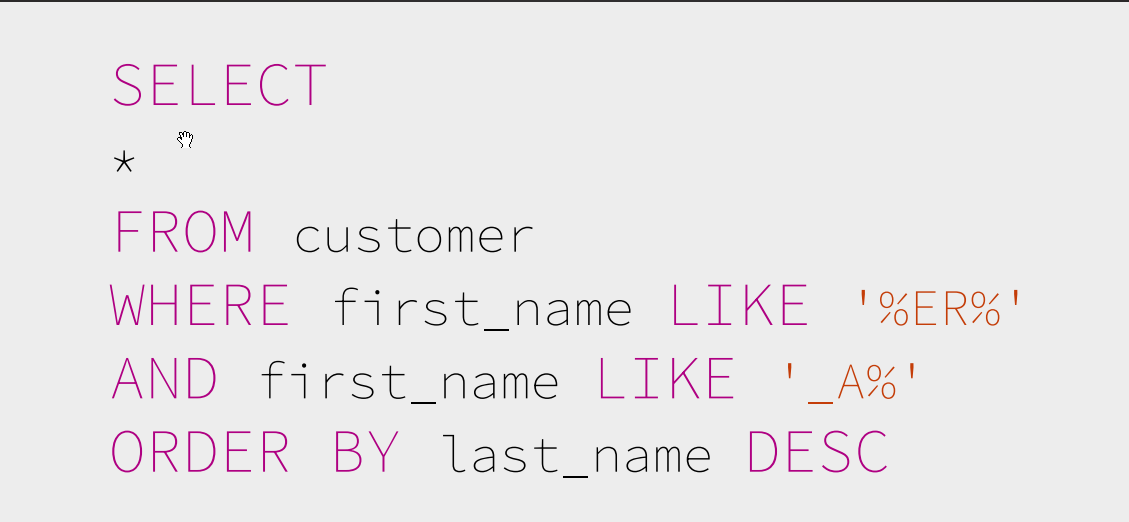 SELECT
*
FROM customer
WHERE first_name LIKE '%ER%'
AND first_name LIKE '_A%'
ORDER BY last_name DESC